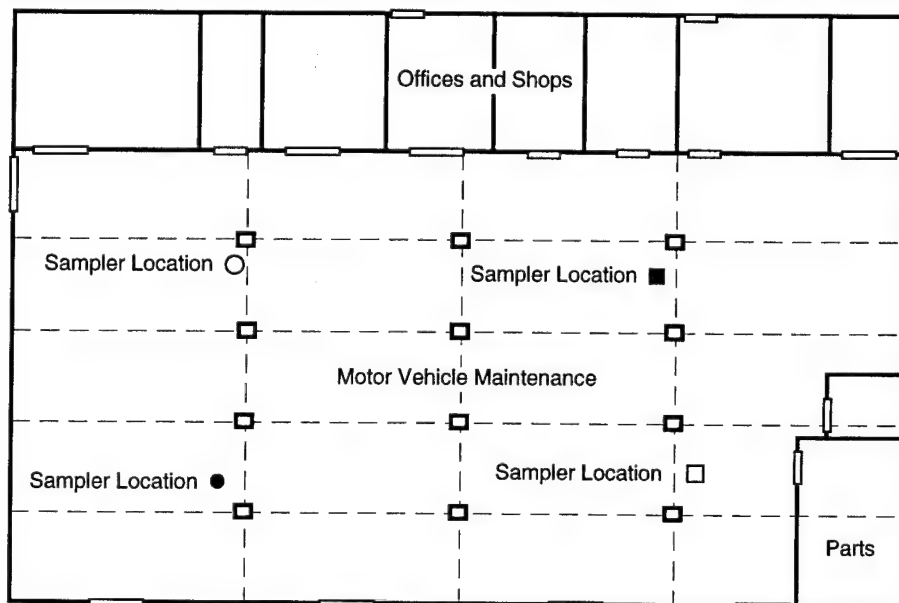 Offices and Shops
Sampler Location
Sampler Location
Motor Vehicle Maintenance
Sampler Location
Sampler Location
Parts